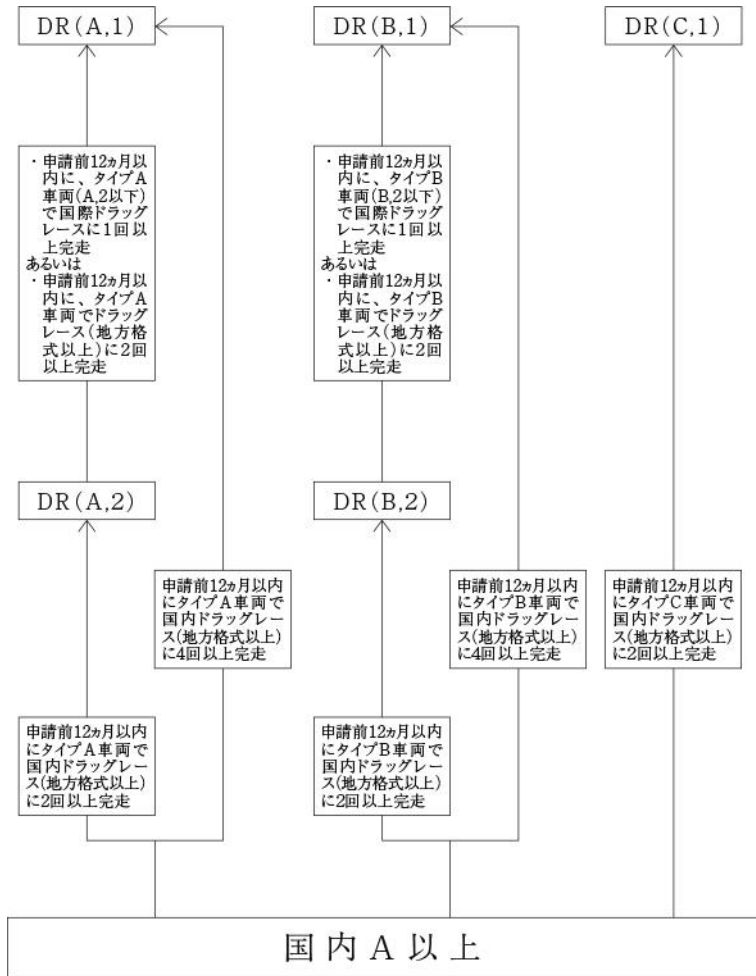 DR(A,1)
DR(B,1)
DR(C,1)
・申請前12ヵ月以
内に、タイプA
車両(A,2以下)
で国際ドラッグ
レースに1回以
上完走
あるいは
・申請前12ヵ月以
内に、タイプA
車両でドラッグ
レース(地方格
式以上)に2回
以上完走
・申請前12ヵ月以
内に、タイプB
車両(B,2以下)
で国際ドラッグ
レースに1回以
上完走
あるいは
・申請前12ヵ月以
内に、タイプB
車両でドラッグ
レース(地方格
式以上)に2回
以上完走
DR(A,2)
DR(B,2)
申請前12ヵ月以内
にタイプA車両で
国内ドラッグレー
ス(地方格式以上)
に4回以上完走
申請前12ヵ月以内
にタイプB車両で
国内ドラッグレー
ス(地方格式以上)
に4回以上完走
申請前12ヵ月以内
にタイプC車両で
国内ドラッグレー
ス(地方格式以上)
に2回以上完走
申請前12ヵ月以内
にタイプA車両で
国内ドラッグレー
ス(地方格式以上)
に2回以上完走
申請前12ヵ月以内
にタイプB車両で
国内ドラッグレー
ス(地方格式以上)
に2回以上完走
国内A以上